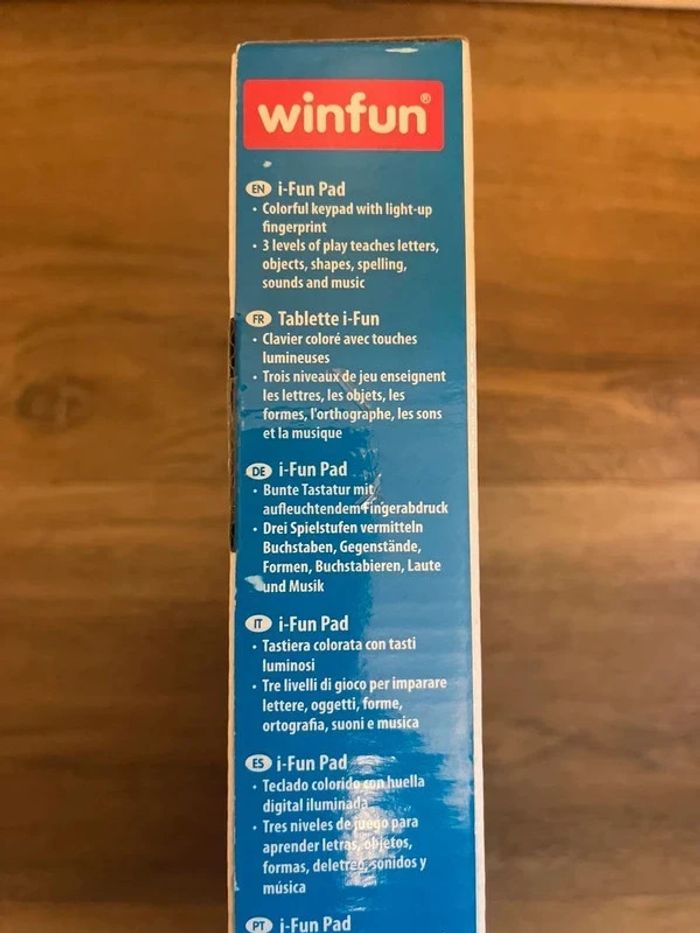 winfun®
EN i-Fun Pad
• Colorful keypad with light-up
fingerprint
• 3 levels of play teaches letters,
objects, shapes, spelling,
sounds and music
FR Tablette i-Fun
• Clavier coloré avec touches
lumineuses
• Trois niveaux de jeu enseignent
les lettres, les objets, les
formes, l'orthographe, les sons
et la musique
DE i-Fun Pad
• Bunte Tastatur mit
aufleuchtendem Fingerabdruck
• Drei Spielstufen vermitteln
Buchstaben, Gegenstände,
Formen, Buchstabieren, Laute
und Musik
IT i-Fun Pad
• Tastiera colorata con tasti
luminosi
• Tre livelli di gioco per imparare
lettere, oggetti, forme,
ortografia, suoni e musica
ES i-Fun Pad
• Teclado colorido con huella
digital iluminada
• Tres niveles de juego para
aprender letras, objetos,
formas, deletreo, sonidos y
música
PT i-Fun Pad